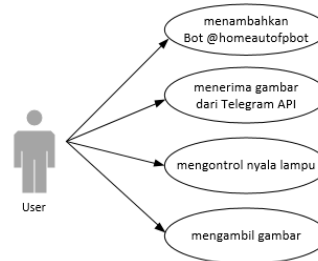 menambahkan
Bot @homeautofpbot
menerima gambar
dari Telegram API
mengontrol nyala lampu
mengambil gambar
User